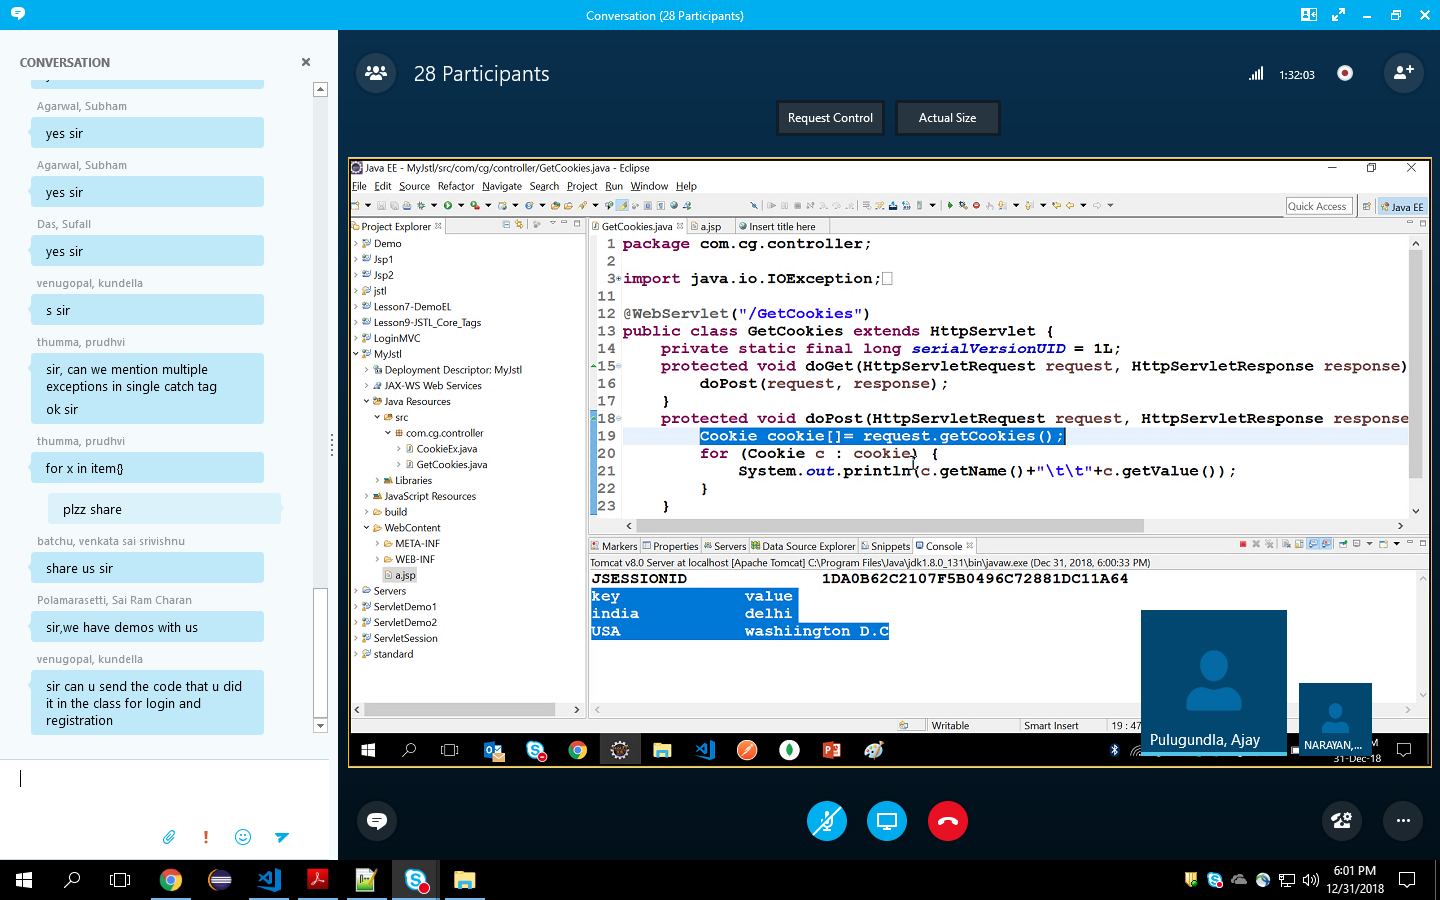 Conversation (28 Participants)
CONVERSATION
Agarwal, Subham
yes sir
Agarwal, Subham
yes sir
Das, Sufall
yes sir
venugopal, kundella
s sir
thumma, prudhvi
sir, can we mention multiple
exceptions in single catch tag
ok sir
thumma, prudhvi
for x in item{}
plzz share
batchu, venkata sai srivishnu
share us sir
Polamarasetti, Sai Ram Charan
sir,we have demos with us
venugopal, kundella
sir can u send the code that u did
it in the class for login and
registration
28 Participants
1:32:03
Request Control
Actual Size
Java EE - MyJstl/src/com/cg/controller/GetCookies.java - Eclipse
File Edit Source Refactor Navigate Search Project Run Window Help
Quick Access
Java EE
Project Explorer
Demo
Jsp1
Jsp2
jstl
Lesson7-DemoEL
Lesson9-JSTL_Core_Tags
LoginMVC
MyJstl
Deployment Descriptor: MyJstl
JAX-WS Web Services
Java Resources
src
com.cg.controller
CookieEx.java
GetCookies.java
Libraries
JavaScript Resources
build
WebContent
META-INF
WEB-INF
a.jsp
Servers
ServletDemo1
ServletDemo2
ServletSession
standard
GetCookies.java a.jsp Insert title here
1 package com.cg.controller;
2
3 import java.io.IOException;
11
12 @WebServlet("/GetCookies")
13 public class GetCookies extends HttpServlet {
14 private static final long serialVersionUID = 1L;
15 protected void doGet(HttpServletRequest request, HttpServletResponse response)
16 doPost(request, response);
17 }
18 protected void doPost(HttpServletRequest request, HttpServletResponse response
19 Cookie cookie[]= request.getCookies();
20 for (Cookie c : cookie) {
21 System.out.println(c.getName()+"\t\t"+c.getValue());
22 }
23 }
Markers Properties Servers Data Source Explorer Snippets Console
Tomcat v8.0 Server at localhost [Apache Tomcat] C:\Program Files\Java\jdk1.8.0_131\bin\javaw.exe (Dec 31, 2018, 6:00:33 PM)
JSESSIONID 1DA0B62C2107F5B0496C72881DC11A64
key value
india delhi
USA washiington D.C
Writable Smart Insert 19 : 47
Pulugundla, Ajay
NARAYAN,...
31-Dec-18
6:01 PM
12/31/2018